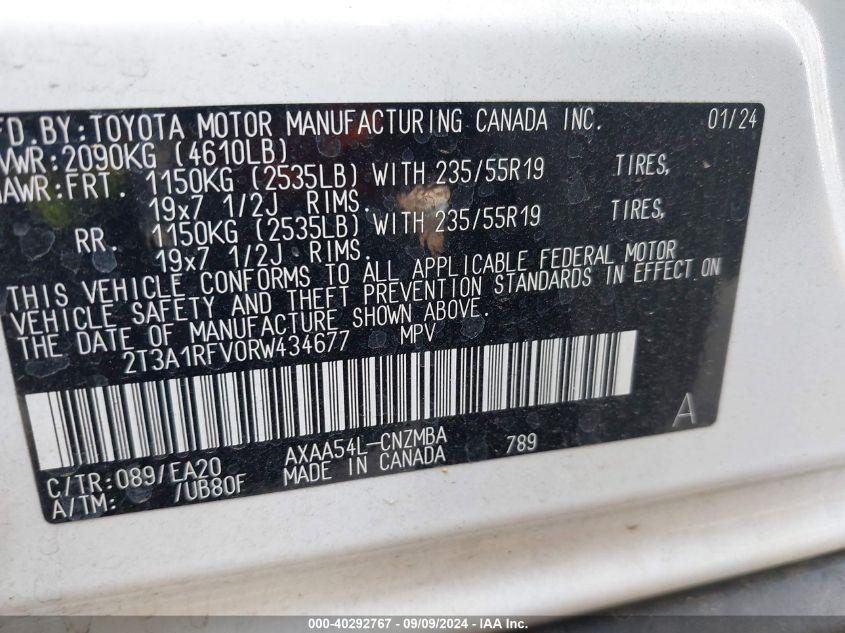 FD.BY:TOYOTA MOTOR MANUFACTURING CANADA INC. 01/24
VWR:2090KG (4610LB)
AWR:FRT. 1150KG (2535LB) WITH 235/55R19 TIRES,
19x7 1/2J RIMS.
RR. 1150KG (2535LB) WITH 235/55R19 TIRES,
19x7 1/2J RIMS.
THIS VEHICLE CONFORMS TO ALL APPLICABLE FEDERAL MOTOR
VEHICLE SAFETY AND THEFT PREVENTION STANDARDS IN EFFECT ON
THE DATE OF MANUFACTURE SHOWN ABOVE.
2T3A1RFV0RW434677 MPV
A
C/TR:089/EA20 AXAA54L-CNZMBA 789
A/TM: /UB80F MADE IN CANADA
000-40292767 - 09/09/2024 - IAA Inc.